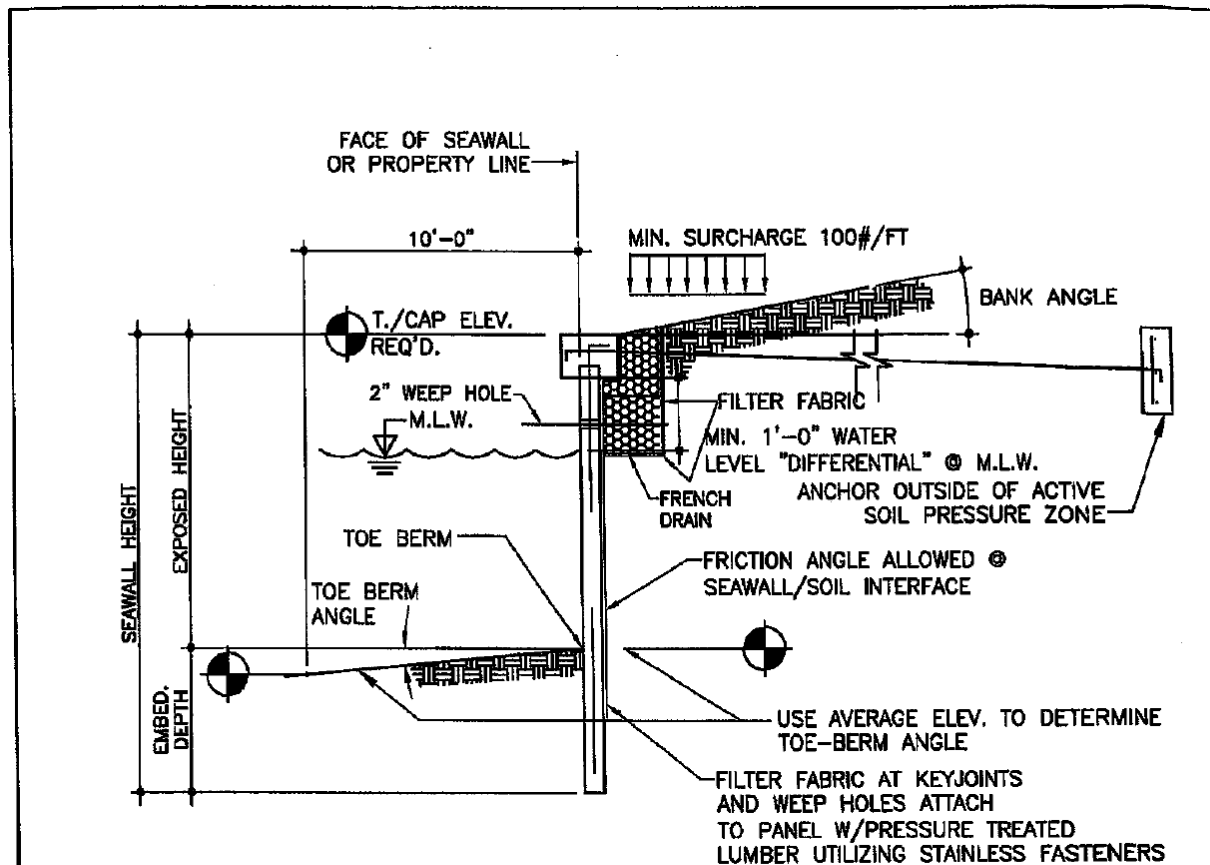 FACE OF SEAWALL
OR PROPERTY LINE
10'-0"
MIN. SURCHARGE 100#/FT
BANK ANGLE
T./CAP ELEV.
REQ'D.
2" WEEP HOLE
M.L.W.
FILTER FABRIC
MIN. 1'-0" WATER
LEVEL "DIFFERENTIAL" @ M.L.W.
FRENCH
DRAIN
ANCHOR OUTSIDE OF ACTIVE
SOIL PRESSURE ZONE
SEAWALL HEIGHT
EXPOSED HEIGHT
TOE BERM
FRICTION ANGLE ALLOWED @
SEAWALL/SOIL INTERFACE
TOE BERM
ANGLE
EMBED.
DEPTH
USE AVERAGE ELEV. TO DETERMINE
TOE-BERM ANGLE
FILTER FABRIC AT KEYJOINTS
AND WEEP HOLES ATTACH
TO PANEL W/PRESSURE TREATED
LUMBER UTILIZING STAINLESS FASTENERS